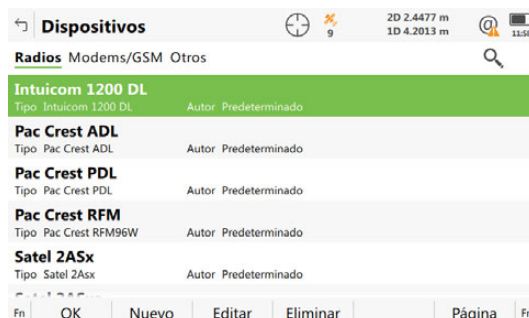 Dispositivos
9
2D 2.4477 m
1D 4.2013 m
@
Radios Modems/GSM Otros
Intuicom 1200 DL
Tipo Intuicom 1200 DL Autor Predeterminado
Pac Crest ADL
Tipo Pac Crest ADL Autor Predeterminado
Pac Crest PDL
Tipo Pac Crest PDL Autor Predeterminado
Pac Crest RFM
Tipo Pac Crest RFM96W Autor Predeterminado
Satel 2ASx
Tipo Satel 2Asx Autor Predeterminado
Fn OK Nuevo Editar Eliminar Página